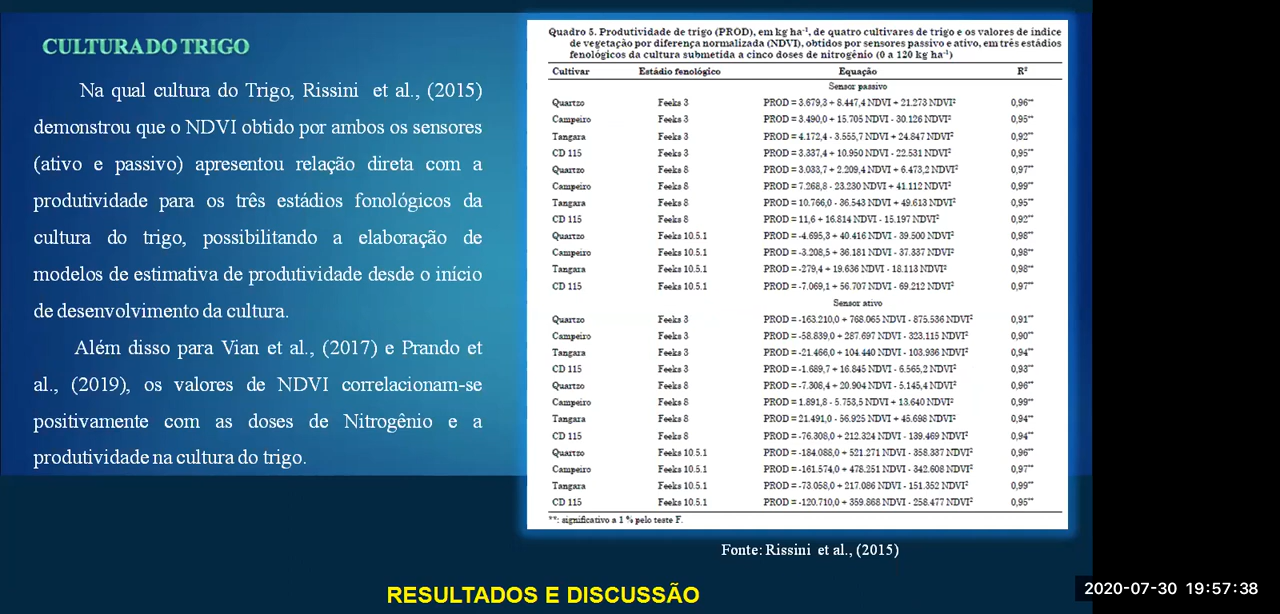 CULTURA DO TRIGO
Na qual cultura do Trigo, Rissini et al., (2015)
demonstrou que o NDVI obtido por ambos os sensores
(ativo e passivo) apresentou relação direta com a
produtividade para os três estádios fonológicos da
cultura do trigo, possibilitando a elaboração de
modelos de estimativa de produtividade desde o início
de desenvolvimento da cultura.
Além disso para Vian et al., (2017) e Prando et
al., (2019), os valores de NDVI correlacionam-se
positivamente com as doses de Nitrogênio e a
produtividade na cultura do trigo.
Quadro 5. Produtividade de trigo (PROD), em kg ha⁻¹, de quatro cultivares de trigo e os valores de índice
de vegetação por diferença normalizada (NDVI), obtidos por sensores passivo e ativo, em três estádios
fenológicos da cultura submetida a cinco doses de nitrogênio (0 a 120 kg ha⁻¹)
Cultivar Estádio fenológico Equação R²
Sensor passivo
Quartzo Feeks 3 PROD = 3.679,3 + 8.447,4 NDVI + 21.273 NDVI² 0,96**
Campeiro Feeks 3 PROD = 3.490,0 + 15.705 NDVI - 30.126 NDVI² 0,95**
Tangara Feeks 3 PROD = 4.172,4 - 3.555,7 NDVI + 24.847 NDVI² 0,92**
CD 115 Feeks 3 PROD = 3.337,4 + 10.950 NDVI - 22.531 NDVI² 0,95**
Quartzo Feeks 8 PROD = 3.033,7 + 2.209,4 NDVI + 6.473,2 NDVI² 0,97**
Campeiro Feeks 8 PROD = 7.268,8 - 23.230 NDVI + 41.112 NDVI² 0,99**
Tangara Feeks 8 PROD = 10.766,0 - 36.543 NDVI + 49.613 NDVI² 0,95**
CD 115 Feeks 8 PROD = 11,6 + 16.814 NDVI - 15.197 NDVI² 0,92**
Quartzo Feeks 10.5.1 PROD = -4.695,3 + 40.416 NDVI - 39.500 NDVI² 0,98**
Campeiro Feeks 10.5.1 PROD = -3.208,5 + 36.181 NDVI - 37.337 NDVI² 0,98**
Tangara Feeks 10.5.1 PROD = -279,4 + 19.636 NDVI - 18.113 NDVI² 0,98**
CD 115 Feeks 10.5.1 PROD = -7.069,1 + 56.707 NDVI - 69.212 NDVI² 0,97**
Sensor ativo
Quartzo Feeks 3 PROD = -163.210,0 + 768.065 NDVI - 875.536 NDVI² 0,91**
Campeiro Feeks 3 PROD = -58.839,0 + 287.697 NDVI - 323.115 NDVI² 0,90**
Tangara Feeks 3 PROD = -21.466,0 + 104.440 NDVI - 103.936 NDVI² 0,94**
CD 115 Feeks 3 PROD = -1.689,7 + 16.845 NDVI - 6.565,2 NDVI² 0,93**
Quartzo Feeks 8 PROD = -7.308,4 + 20.904 NDVI - 5.145,4 NDVI² 0,96**
Campeiro Feeks 8 PROD = 1.891,8 - 5.753,5 NDVI + 13.640 NDVI² 0,99**
Tangara Feeks 8 PROD = 21.491,0 - 56.925 NDVI + 45.698 NDVI² 0,94**
CD 115 Feeks 8 PROD = -76.308,0 + 212.324 NDVI - 139.469 NDVI² 0,94**
Quartzo Feeks 10.5.1 PROD = -184.088,0 + 521.271 NDVI - 358.337 NDVI² 0,96**
Campeiro Feeks 10.5.1 PROD = -161.574,0 + 478.251 NDVI - 342.608 NDVI² 0,97**
Tangara Feeks 10.5.1 PROD = -73.058,0 + 217.086 NDVI - 151.352 NDVI² 0,99**
CD 115 Feeks 10.5.1 PROD = -120.710,0 + 359.868 NDVI - 258.477 NDVI² 0,95**
**: significativo a 1 % pelo teste F.
Fonte: Rissini et al., (2015)
RESULTADOS E DISCUSSÃO
2020-07-30 19:57:38